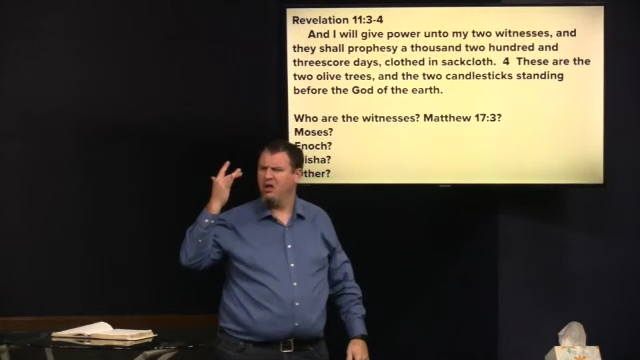 Revelation 11:3-4
And I will give power unto my two witnesses, and
they shall prophesy a thousand two hundred and
threescore days, clothed in sackcloth. 4 These are the
two olive trees, and the two candlesticks standing
before the God of the earth.
Who are the witnesses? Matthew 17:3?
Moses?
Enoch?